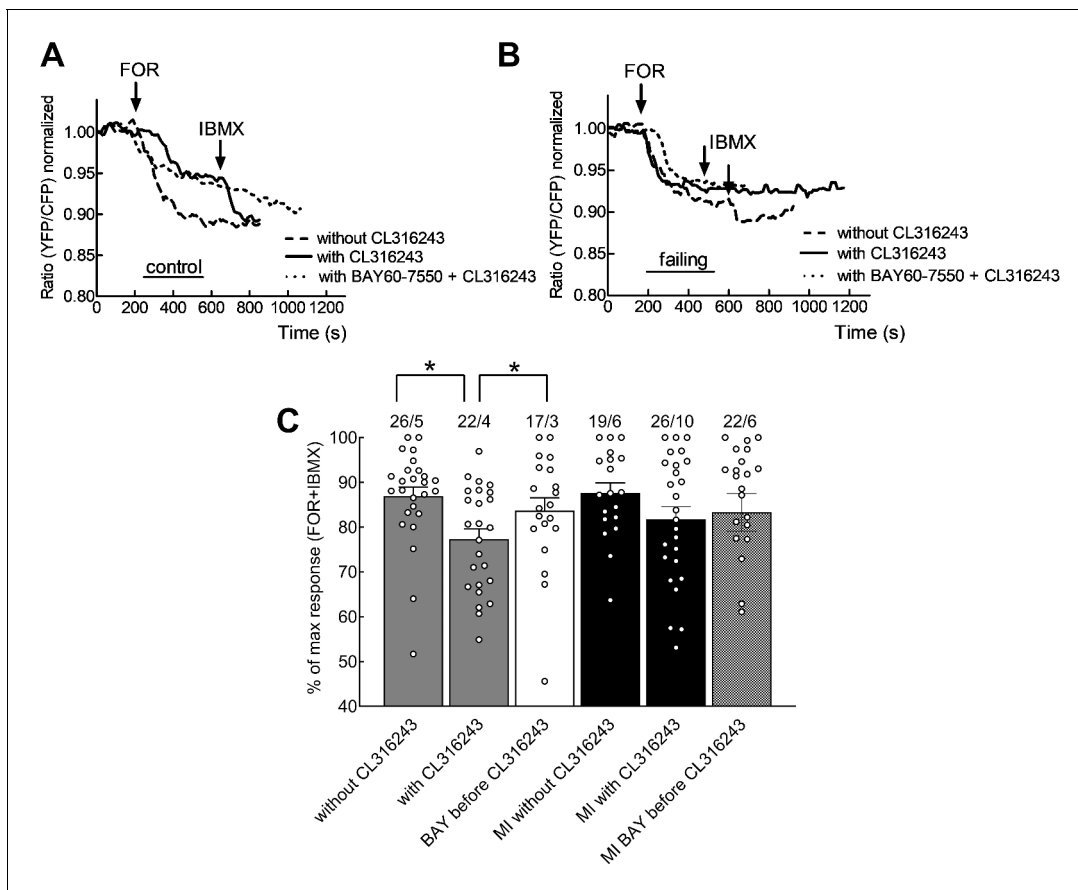 A
FOR
IBMX
Ratio (YFP/CFP) normalized
1.00
0.95
0.90
0.85
0.80
without CL316243
with CL316243
with BAY60-7550 + CL316243
control
0 200 400 600 800 1000 1200
Time (s)
B
FOR
IBMX
Ratio (YFP/CFP) normalized
1.00
0.95
0.90
0.85
0.80
without CL316243
with CL316243
with BAY60-7550 + CL316243
failing
0 200 400 600 800 1000 1200
Time (s)
C
* *
26/5 22/4 17/3 19/6 26/10 22/6
% of max response (FOR+IBMX)
100
90
80
70
60
50
40
without CL316243
with CL316243
BAY before CL316243
MI without CL316243
MI with CL316243
MI BAY before CL316243